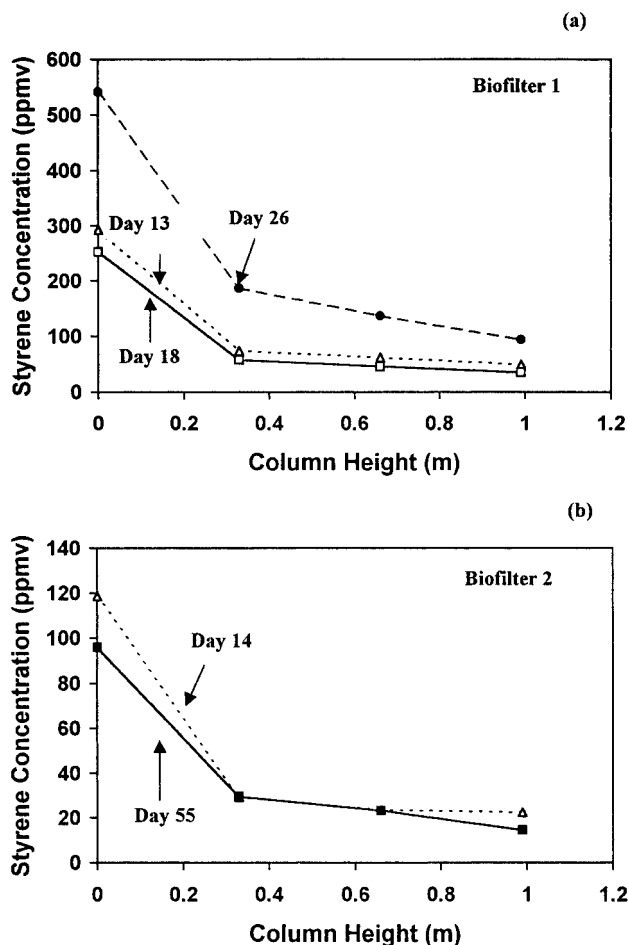 (a)
Styrene Concentration (ppmv)
600
500
400
300
200
100
0
Biofilter 1
Day 13
Day 26
Day 18
0 0.2 0.4 0.6 0.8 1 1.2
Column Height (m)
(b)
Styrene Concentration (ppmv)
140
120
100
80
60
40
20
0
Biofilter 2
Day 14
Day 55
0 0.2 0.4 0.6 0.8 1 1.2
Column Height (m)